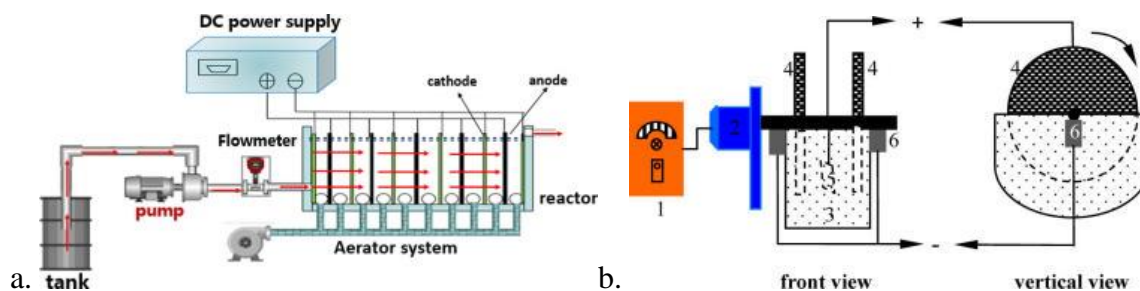 DC power supply
cathode
anode
Flowmeter
reactor
pump
Aerator system
tank
a.
+
4
4
4
2
6
6
5
3
1
-
front view
vertical view
b.